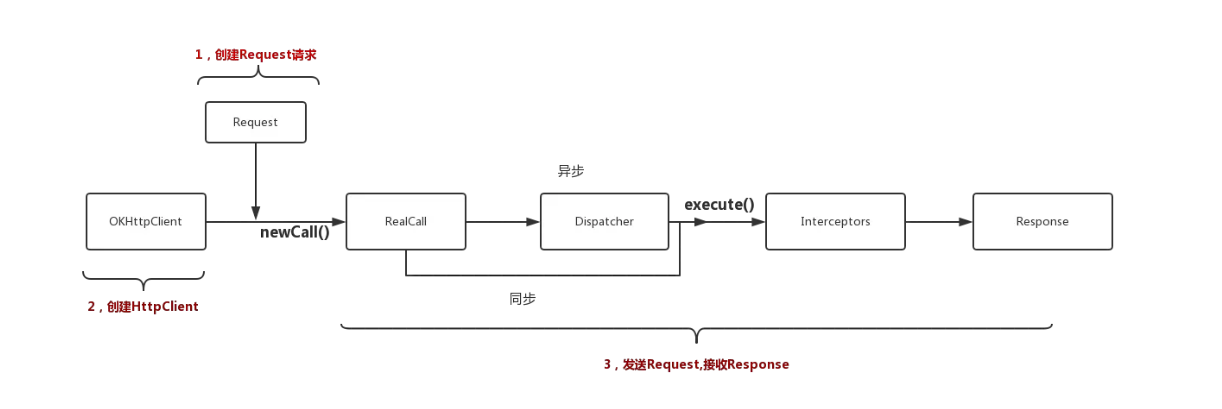 1，创建Request请求
Request
异步
OKHttpClient
newCall()
RealCall
Dispatcher
execute()
Interceptors
Response
同步
2，创建HttpClient
3，发送Request,接收Response